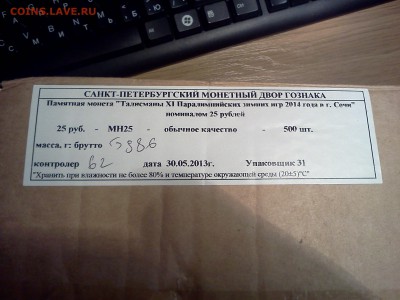 COINS.LAVE.RU
САНКТ-ПЕТЕРБУРГСКИЙ МОНЕТНЫЙ ДВОР ГОЗНАКА
Памятная монета "Талисманы XI Паралимпийских зимних игр 2014 года в г. Сочи"
номиналом 25 рублей
25 руб. - МН25 - обычное качество - 500 шт.
масса, г: брутто 5986
контролер 62 дата 30.05.2013г. Упаковщик 31
"Хранить при влажности не более 80% и температуре окружающей среды (20±5)°С"